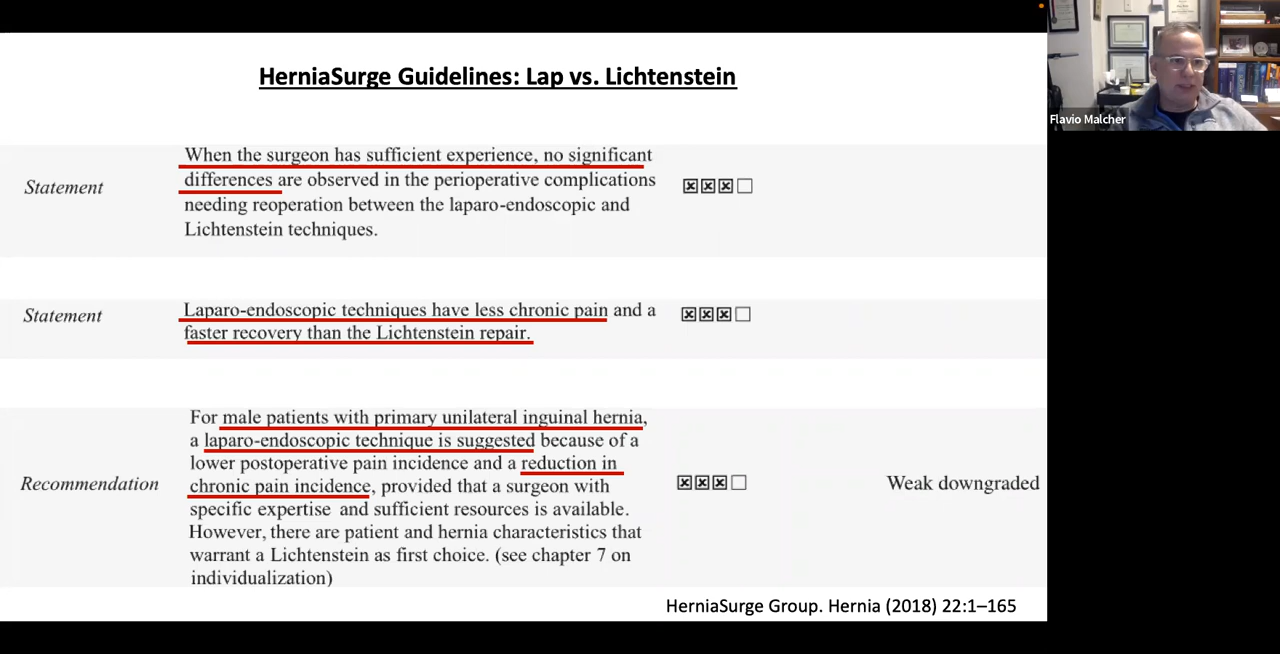 HerniaSurge Guidelines: Lap vs. Lichtenstein
Flavio Malcher
Statement
When the surgeon has sufficient experience, no significant
differences are observed in the perioperative complications
needing reoperation between the laparo-endoscopic and
Lichtenstein techniques.
Statement
Laparo-endoscopic techniques have less chronic pain and a
faster recovery than the Lichtenstein repair.
Recommendation
For male patients with primary unilateral inguinal hernia,
a laparo-endoscopic technique is suggested because of a
lower postoperative pain incidence and a reduction in
chronic pain incidence, provided that a surgeon with
specific expertise and sufficient resources is available.
However, there are patient and hernia characteristics that
warrant a Lichtenstein as first choice. (see chapter 7 on
individualization)
Weak downgraded
HerniaSurge Group. Hernia (2018) 22:1–165